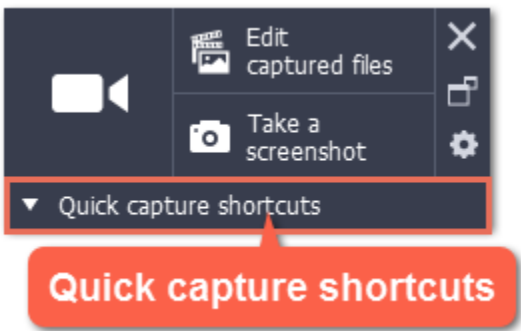 Edit
captured files
Take a
screenshot
Quick capture shortcuts
Quick capture shortcuts